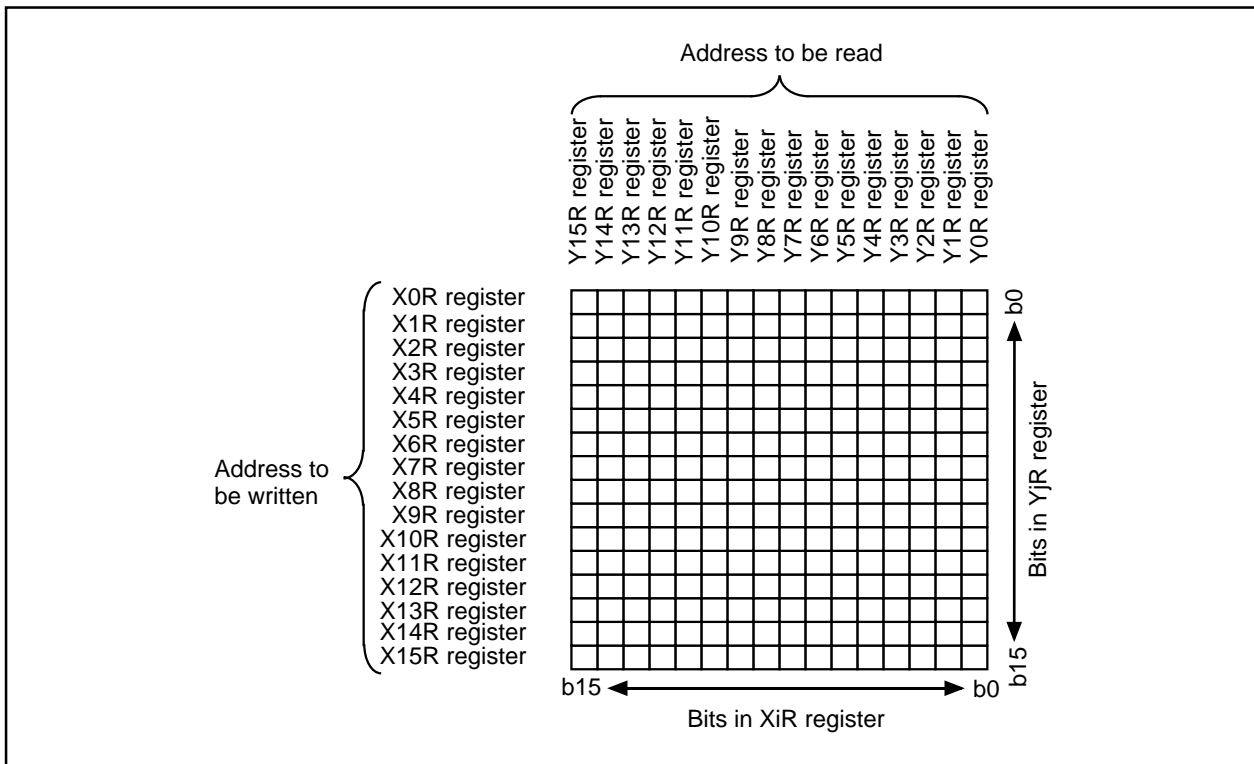 Address to be read
Y15R register
Y14R register
Y13R register
Y12R register
Y11R register
Y10R register
Y9R register
Y8R register
Y7R register
Y6R register
Y5R register
Y4R register
Y3R register
Y2R register
Y1R register
Y0R register
Address to
be written
X0R register
X1R register
X2R register
X3R register
X4R register
X5R register
X6R register
X7R register
X8R register
X9R register
X10R register
X11R register
X12R register
X13R register
X14R register
X15R register
b0
Bits in YjR register
b15
b15
b0
Bits in XiR register